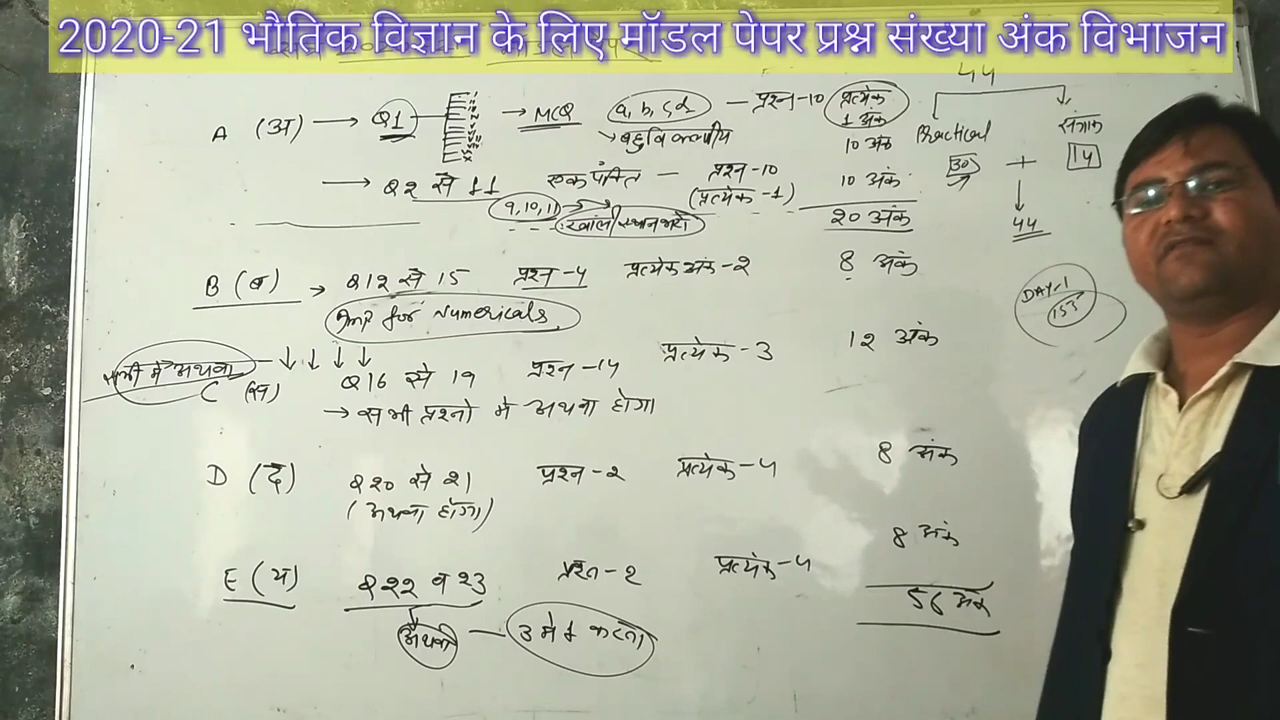 2020-21 भौतिक विज्ञान के लिए मॉडल पेपर प्रश्न संख्या अंक विभाजन
44
A (अ) → Q1 → MCQ a, b, c, d — प्रश्न-10 प्रत्येक 1 अंक
→ बहुविकल्पीय 10 अंक
→ Q2 से 11 एक पंक्ति — प्रश्न-10 10 अंक
(प्रत्येक -1)
9, 10, 11 → खाली स्थान भरो 20 अंक
Practical 30 + सत्रांक 14
44
B (ब) → Q12 से 15 प्रश्न-4 प्रत्येक अंक-2 8 अंक
Imp for Numericals
DAY-1
153
सभी में अथवा
C (स) Q16 से 19 प्रश्न-14 प्रत्येक-3 12 अंक
→ सभी प्रश्नो मे अथवा होगा
D (द) Q20 से 21 प्रश्न-2 प्रत्येक-4 8 अंक
(अथवा होगा)
E (य) Q22 व 23 प्रश्न-2 प्रत्येक-4 8 अंक
56 अंक
अथवा — 3 मे 1 करना